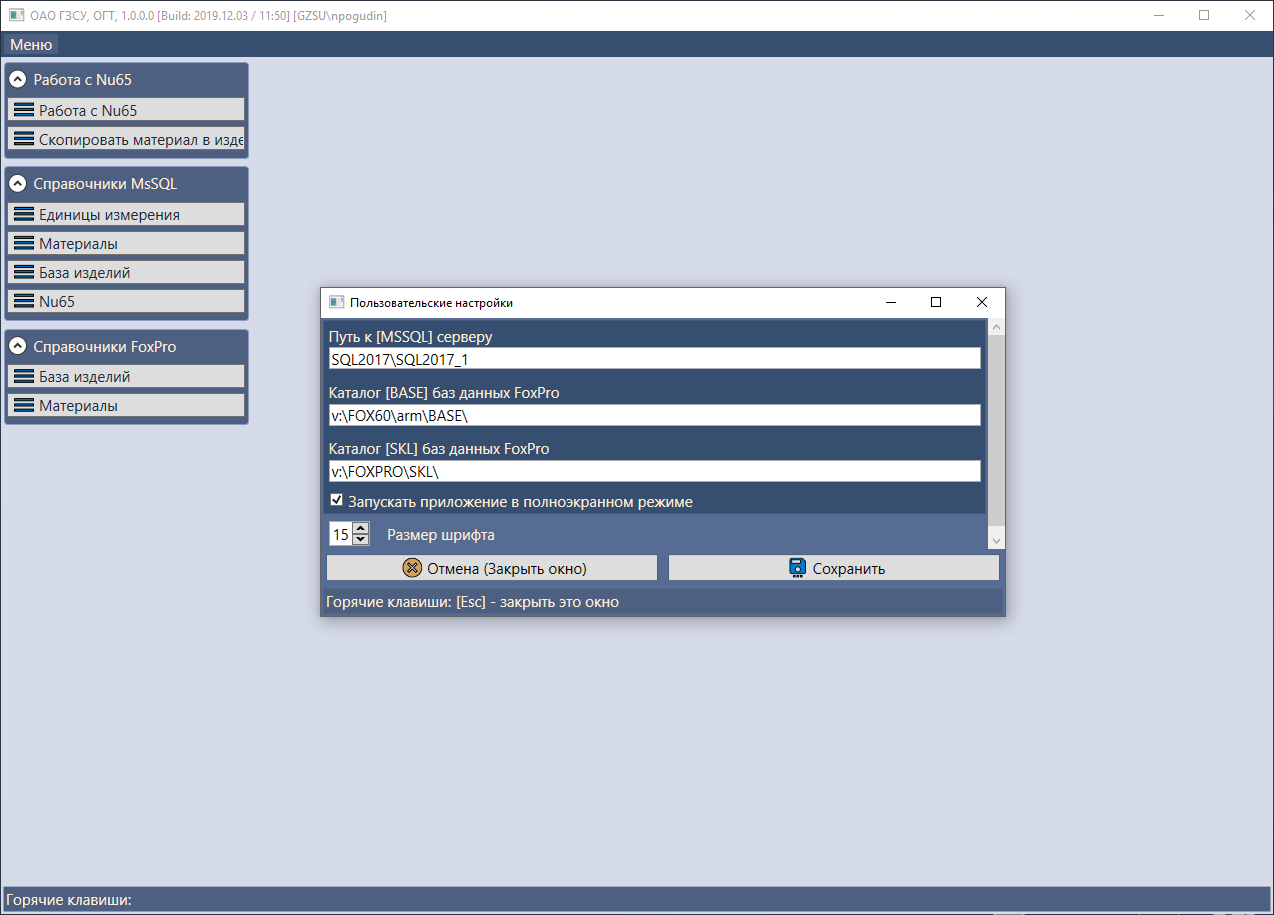 ОАО ГЗСУ, ОГТ, 1.0.0.0 [Build: 2019.12.03 / 11:50] [GZSU\npogudin]
Меню
Работа с Nu65
Работа с Nu65
Скопировать материал в изде
Справочники MsSQL
Единицы измерения
Материалы
База изделий
Nu65
Справочники FoxPro
База изделий
Материалы
Пользовательские настройки
Путь к [MSSQL] серверу
SQL2017\SQL2017_1
Каталог [BASE] баз данных FoxPro
v:\FOX60\arm\BASE\
Каталог [SKL] баз данных FoxPro
v:\FOXPRO\SKL\
Запускать приложение в полноэкранном режиме
15 Размер шрифта
Отмена (Закрыть окно) Сохранить
Горячие клавиши: [Esc] - закрыть это окно
Горячие клавиши: